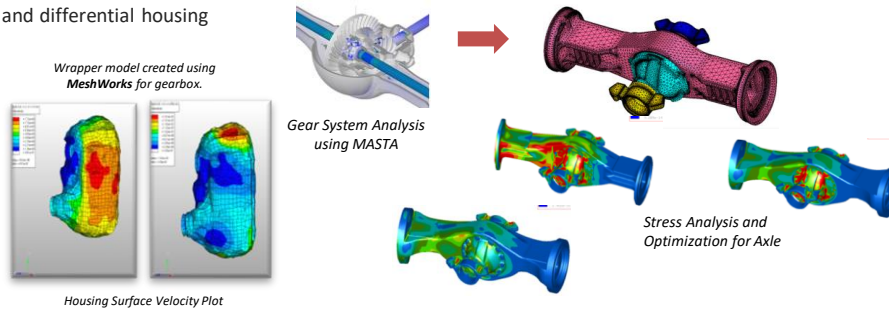 and differential housing
Wrapper model created using
MeshWorks for gearbox.
Gear System Analysis
using MASTA
Stress Analysis and
Optimization for Axle
Housing Surface Velocity Plot